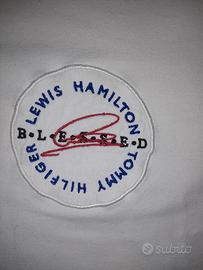 LEWIS HAMILTON
B·L·E·S·S·E·D
TOMMY HILFIGER
subito